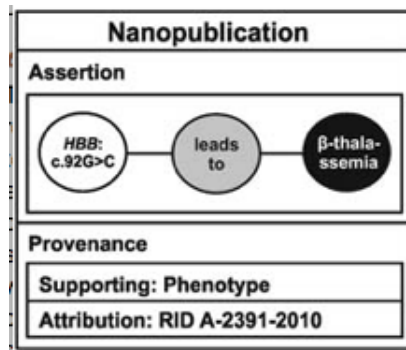 Nanopublication
Assertion
HBB:
c.92G>C
leads
to
β-thala-
ssemia
Provenance
Supporting: Phenotype
Attribution: RID A-2391-2010